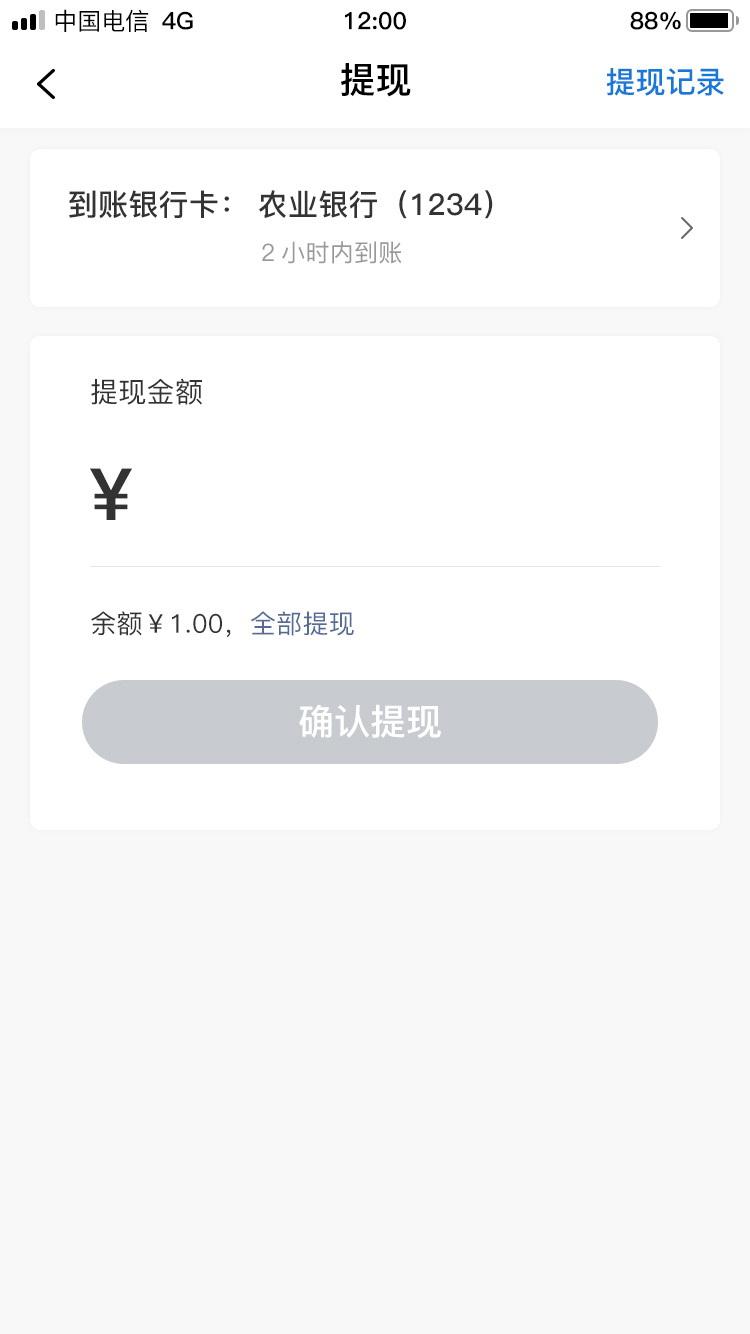 中国电信 4G 12:00 88%
提现 提现记录
到账银行卡： 农业银行（1234）
2 小时内到账
提现金额
¥
余额¥1.00，全部提现
确认提现